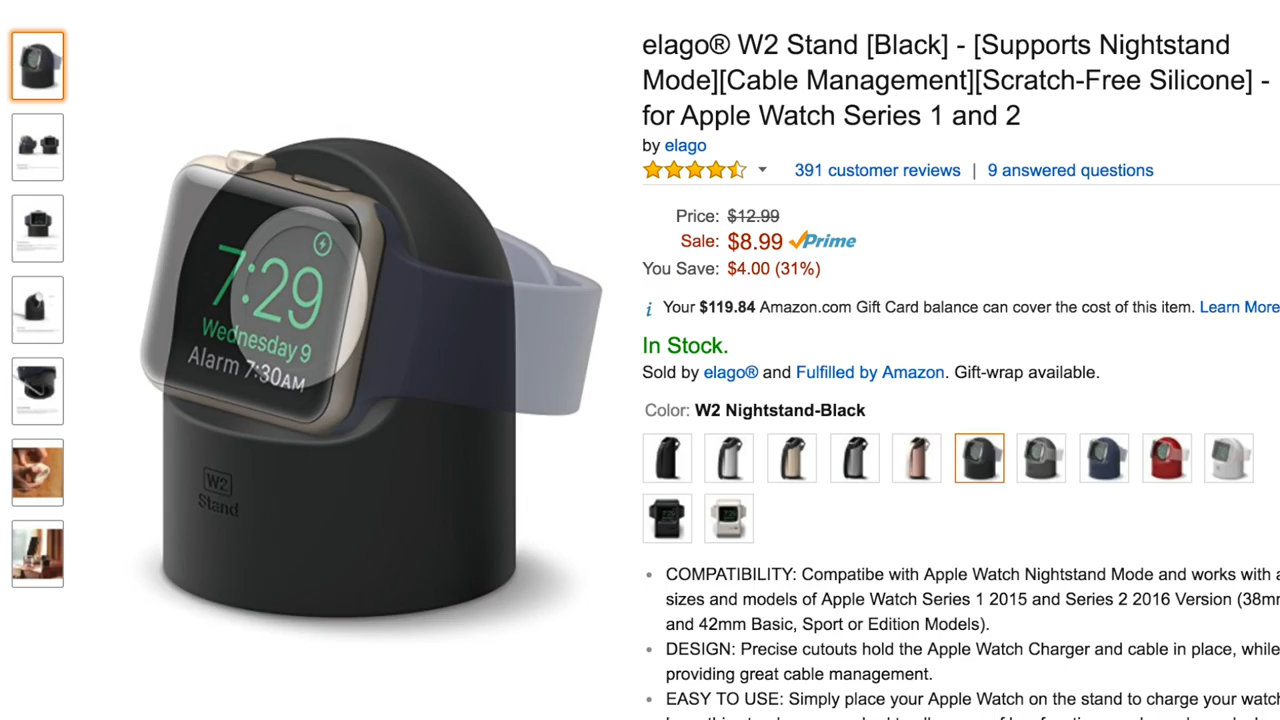 elago® W2 Stand [Black] - [Supports Nightstand
Mode][Cable Management][Scratch-Free Silicone] -
for Apple Watch Series 1 and 2
by elago
391 customer reviews | 9 answered questions
Price: $12.99
Sale: $8.99 Prime
You Save: $4.00 (31%)
i Your $119.84 Amazon.com Gift Card balance can cover the cost of this item. Learn More
In Stock.
Sold by elago® and Fulfilled by Amazon. Gift-wrap available.
Color: W2 Nightstand-Black
7:29
Wednesday 9
Alarm 7:30AM
W2
Stand
• COMPATIBILITY: Compatibe with Apple Watch Nightstand Mode and works with
sizes and models of Apple Watch Series 1 2015 and Series 2 2016 Version (38mm
and 42mm Basic, Sport or Edition Models).
• DESIGN: Precise cutouts hold the Apple Watch Charger and cable in place, while
providing great cable management.
• EASY TO USE: Simply place your Apple Watch on the stand to charge your watch